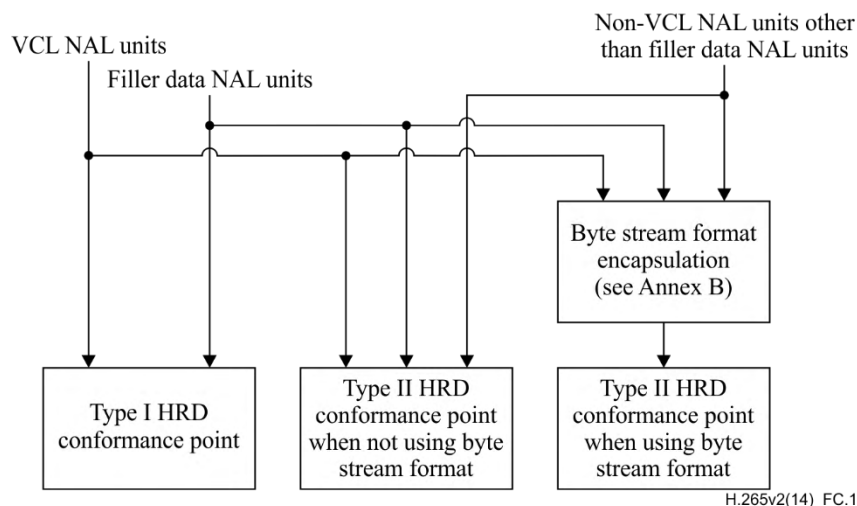 Non-VCL NAL units other
than filler data NAL units
VCL NAL units
Filler data NAL units
Byte stream format
encapsulation
(see Annex B)
Type I HRD
conformance point
Type II HRD
conformance point
when not using byte
stream format
Type II HRD
conformance point
when using byte
stream format
H.265v2(14)_FC.1